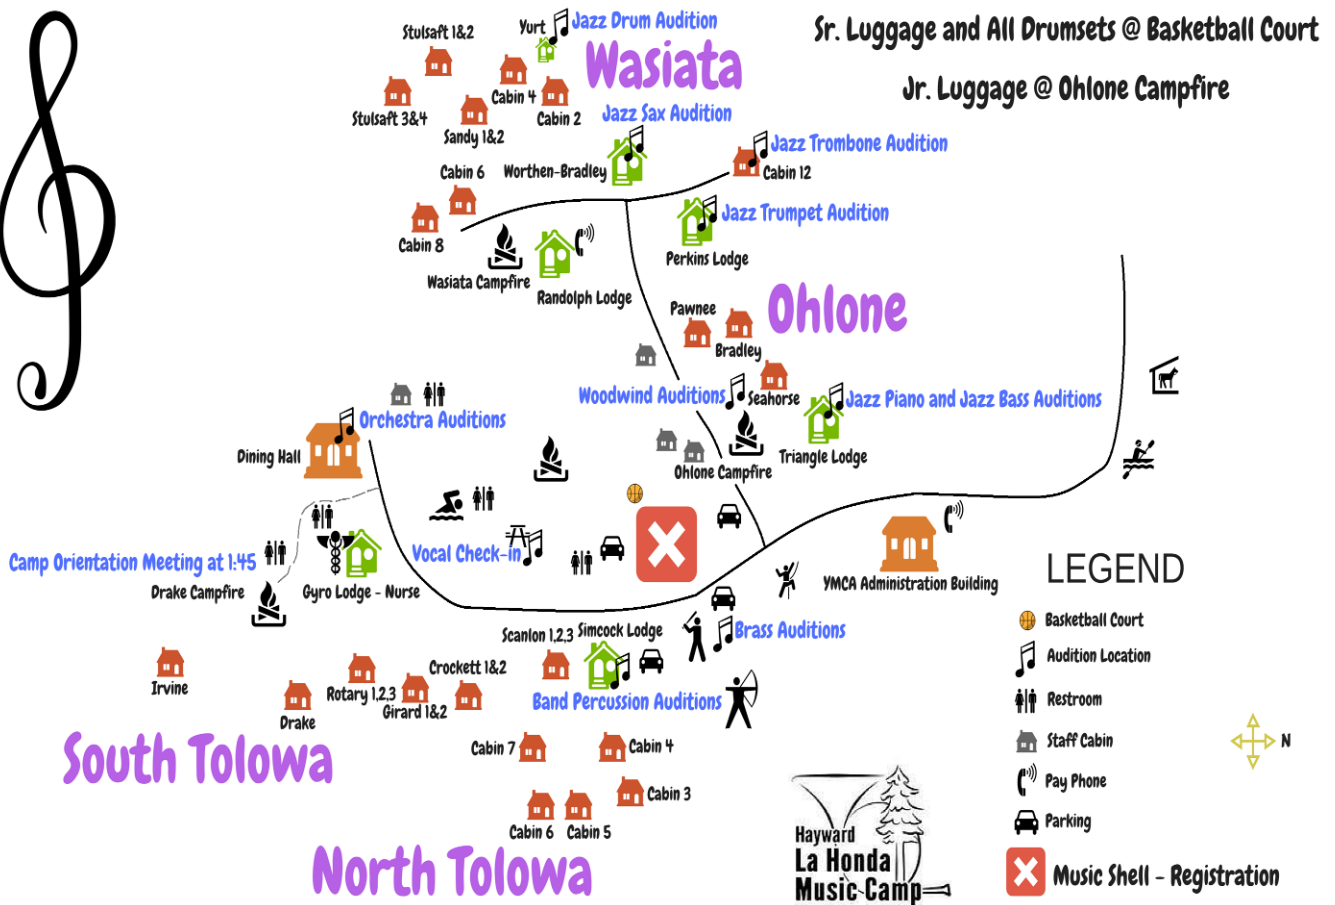 Sr. Luggage and All Drumsets @ Basketball Court
Jr. Luggage @ Ohlone Campfire
Stulsaft 1&2
Yurt
Jazz Drum Audition
Wasiata
Stulsaft 3&4
Cabin 4
Sandy 1&2
Cabin 2
Jazz Sax Audition
Jazz Trombone Audition
Cabin 6
Worthen-Bradley
Cabin 12
Cabin 8
Jazz Trumpet Audition
Perkins Lodge
Wasiata Campfire
Randolph Lodge
Ohlone
Pawnee
Bradley
Woodwind Auditions
Seahorse
Jazz Piano and Jazz Bass Auditions
Orchestra Auditions
Dining Hall
Ohlone Campfire
Triangle Lodge
Vocal Check-in
Camp Orientation Meeting at 1:45
Drake Campfire
Gyro Lodge - Nurse
YMCA Administration Building
Scanlon 1,2,3
Simcock Lodge
Brass Auditions
Irvine
Drake
Rotary 1,2,3
Girard 1&2
Crockett 1&2
Band Percussion Auditions
South Tolowa
Cabin 7
Cabin 4
Cabin 3
Cabin 6
Cabin 5
North Tolowa
Hayward
La Honda
Music Camp
LEGEND
Basketball Court
Audition Location
Restroom
Staff Cabin
Pay Phone
Parking
Music Shell - Registration
N